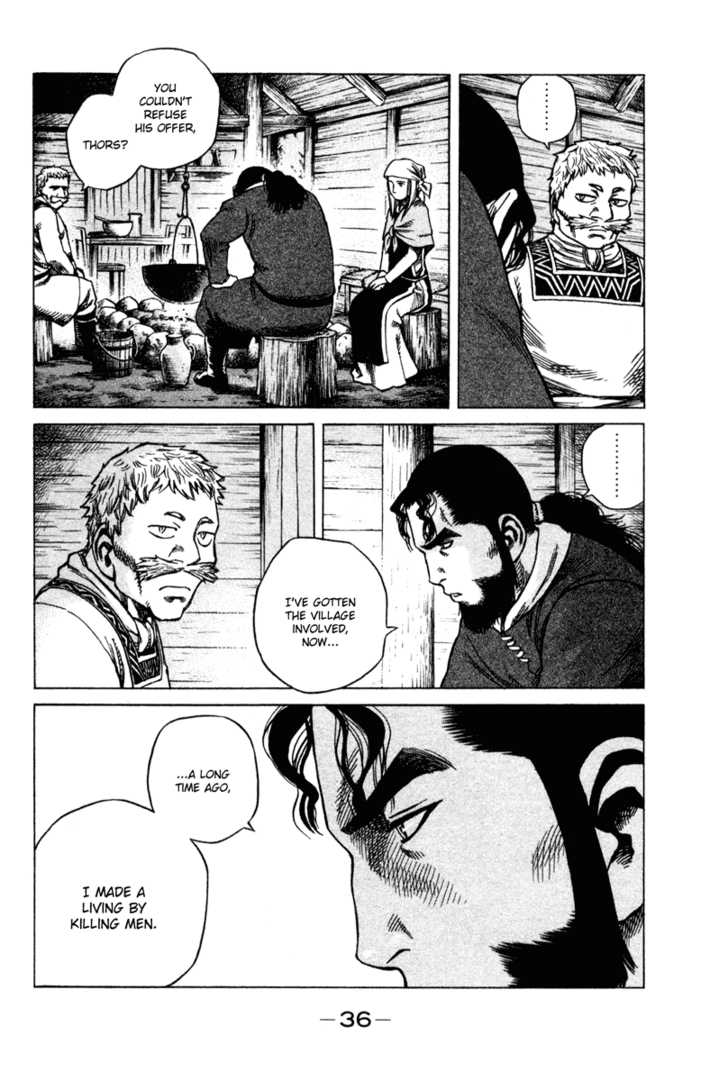 ......
YOU
COULDN'T
REFUSE
HIS OFFER,
THORS?
......
I'VE GOTTEN
THE VILLAGE
INVOLVED,
NOW...
...A LONG
TIME AGO,
I MADE A
LIVING BY
KILLING MEN.
—36—